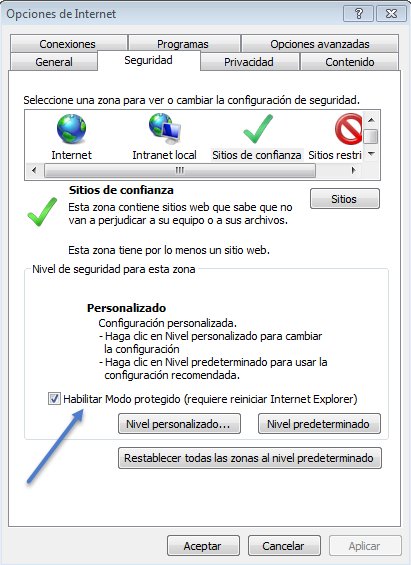 Opciones de Internet
Conexiones Programas Opciones avanzadas
General Seguridad Privacidad Contenido
Seleccione una zona para ver o cambiar la configuración de seguridad.
Internet Intranet local Sitios de confianza Sitios restri
Sitios de confianza
Sitios
Esta zona contiene sitios web que sabe que no
van a perjudicar a su equipo o a sus archivos.
Esta zona tiene por lo menos un sitio web.
Nivel de seguridad para esta zona
Personalizado
Configuración personalizada.
- Haga clic en Nivel personalizado para cambiar
la configuración
- Haga clic en Nivel predeterminado para usar la
configuración recomendada.
Habilitar Modo protegido (requiere reiniciar Internet Explorer)
Nivel personalizado... Nivel predeterminado
Restablecer todas las zonas al nivel predeterminado
Aceptar Cancelar Aplicar